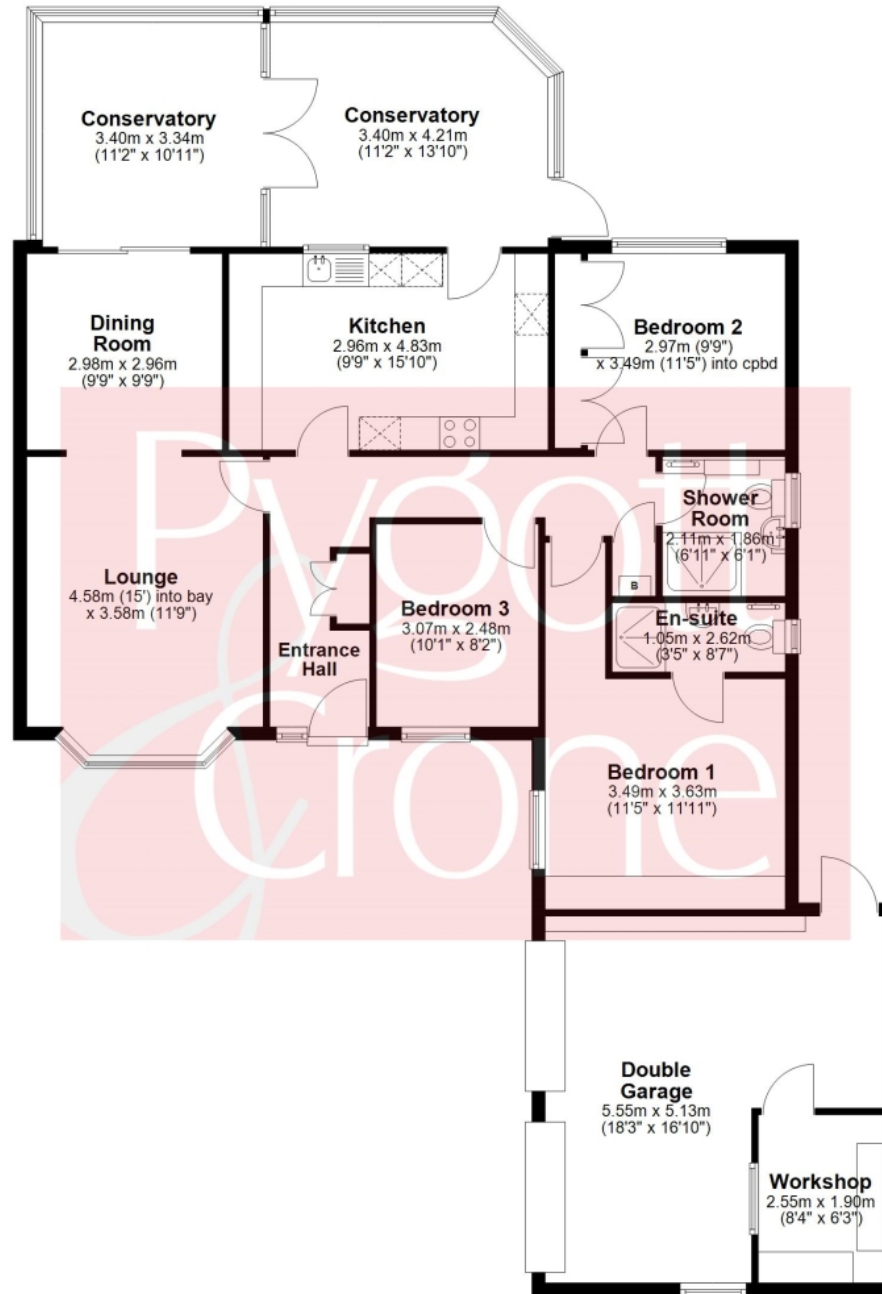 Conservatory
3.40m x 3.34m
(11'2" x 10'11")
Conservatory
3.40m x 4.21m
(11'2" x 13'10")
Dining
Room
2.98m x 2.96m
(9'9" x 9'9")
Kitchen
2.96m x 4.83m
(9'9" x 15'10")
Bedroom 2
2.97m (9'9")
x 3.49m (11'5") into cpbd
Shower
Room
2.11m x 1.86m
(6'11" x 6'1")
Lounge
4.58m (15') into bay
x 3.58m (11'9")
Bedroom 3
3.07m x 2.48m
(10'1" x 8'2")
B
En-suite
1.05m x 2.62m
(3'5" x 8'7")
Entrance
Hall
Bedroom 1
3.49m x 3.63m
(11'5" x 11'11")
Double
Garage
5.55m x 5.13m
(18'3" x 16'10")
Workshop
2.55m x 1.90m
(8'4" x 6'3")
Pygott
& Crone